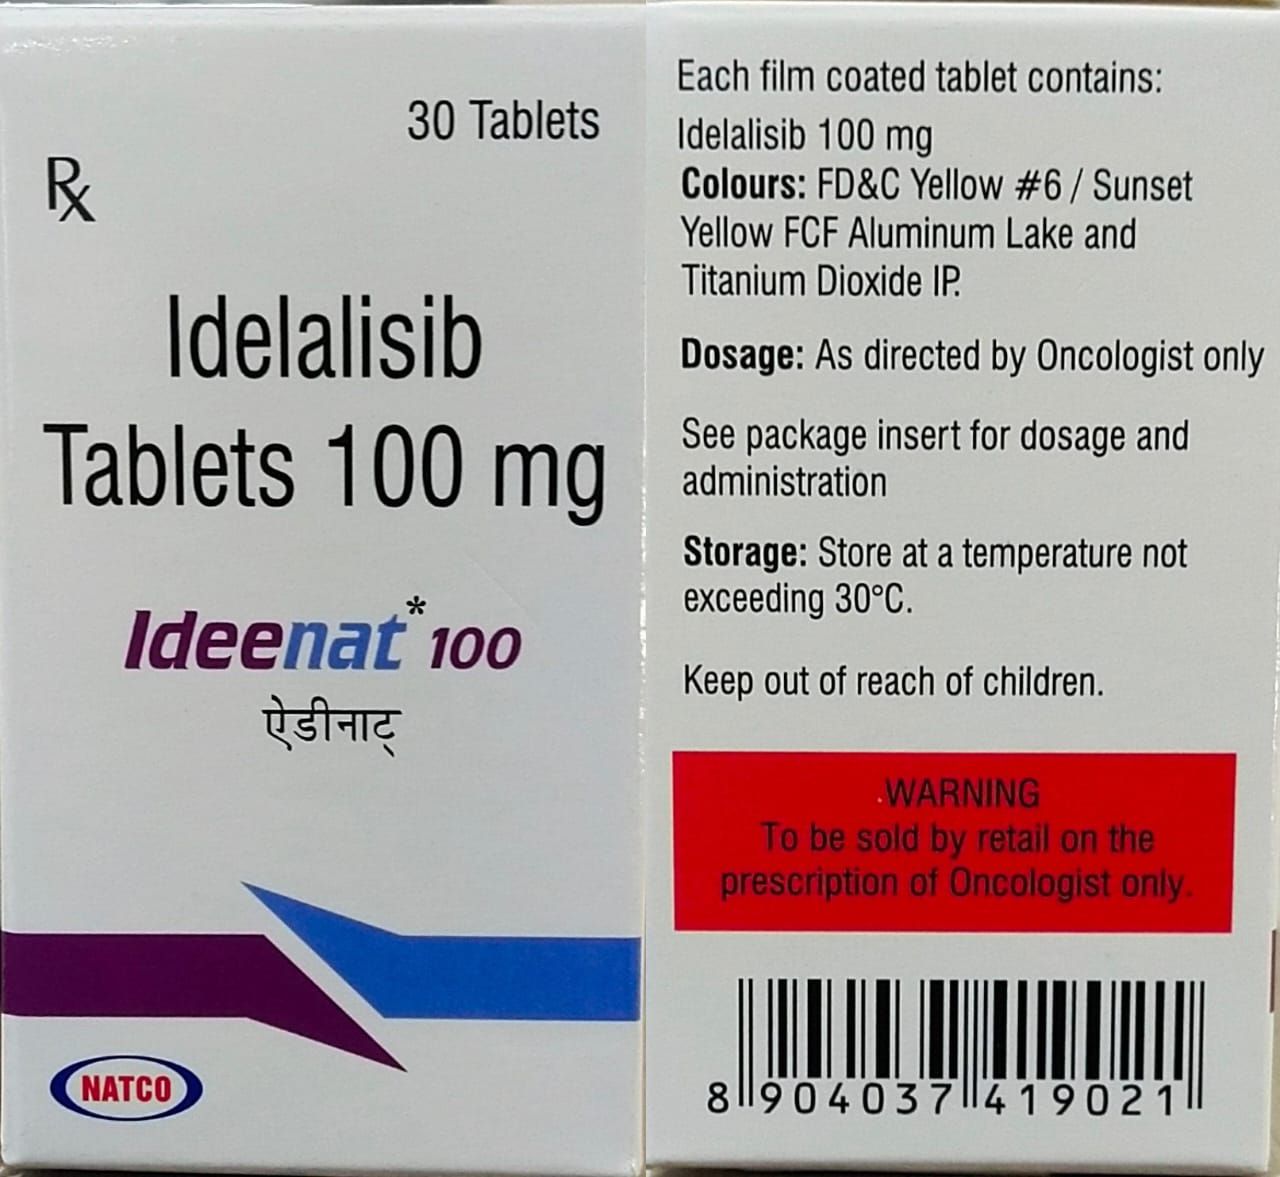 30 Tablets
Rx
Idelalisib
Tablets 100 mg
Ideenat* 100
ऐडीनाट्
NATCO
Each film coated tablet contains:
Idelalisib 100 mg
Colours: FD&C Yellow #6 / Sunset
Yellow FCF Aluminum Lake and
Titanium Dioxide IP.
Dosage: As directed by Oncologist only
See package insert for dosage and
administration
Storage: Store at a temperature not
exceeding 30°C.
Keep out of reach of children.
WARNING
To be sold by retail on the
prescription of Oncologist only.
8 904037 419021